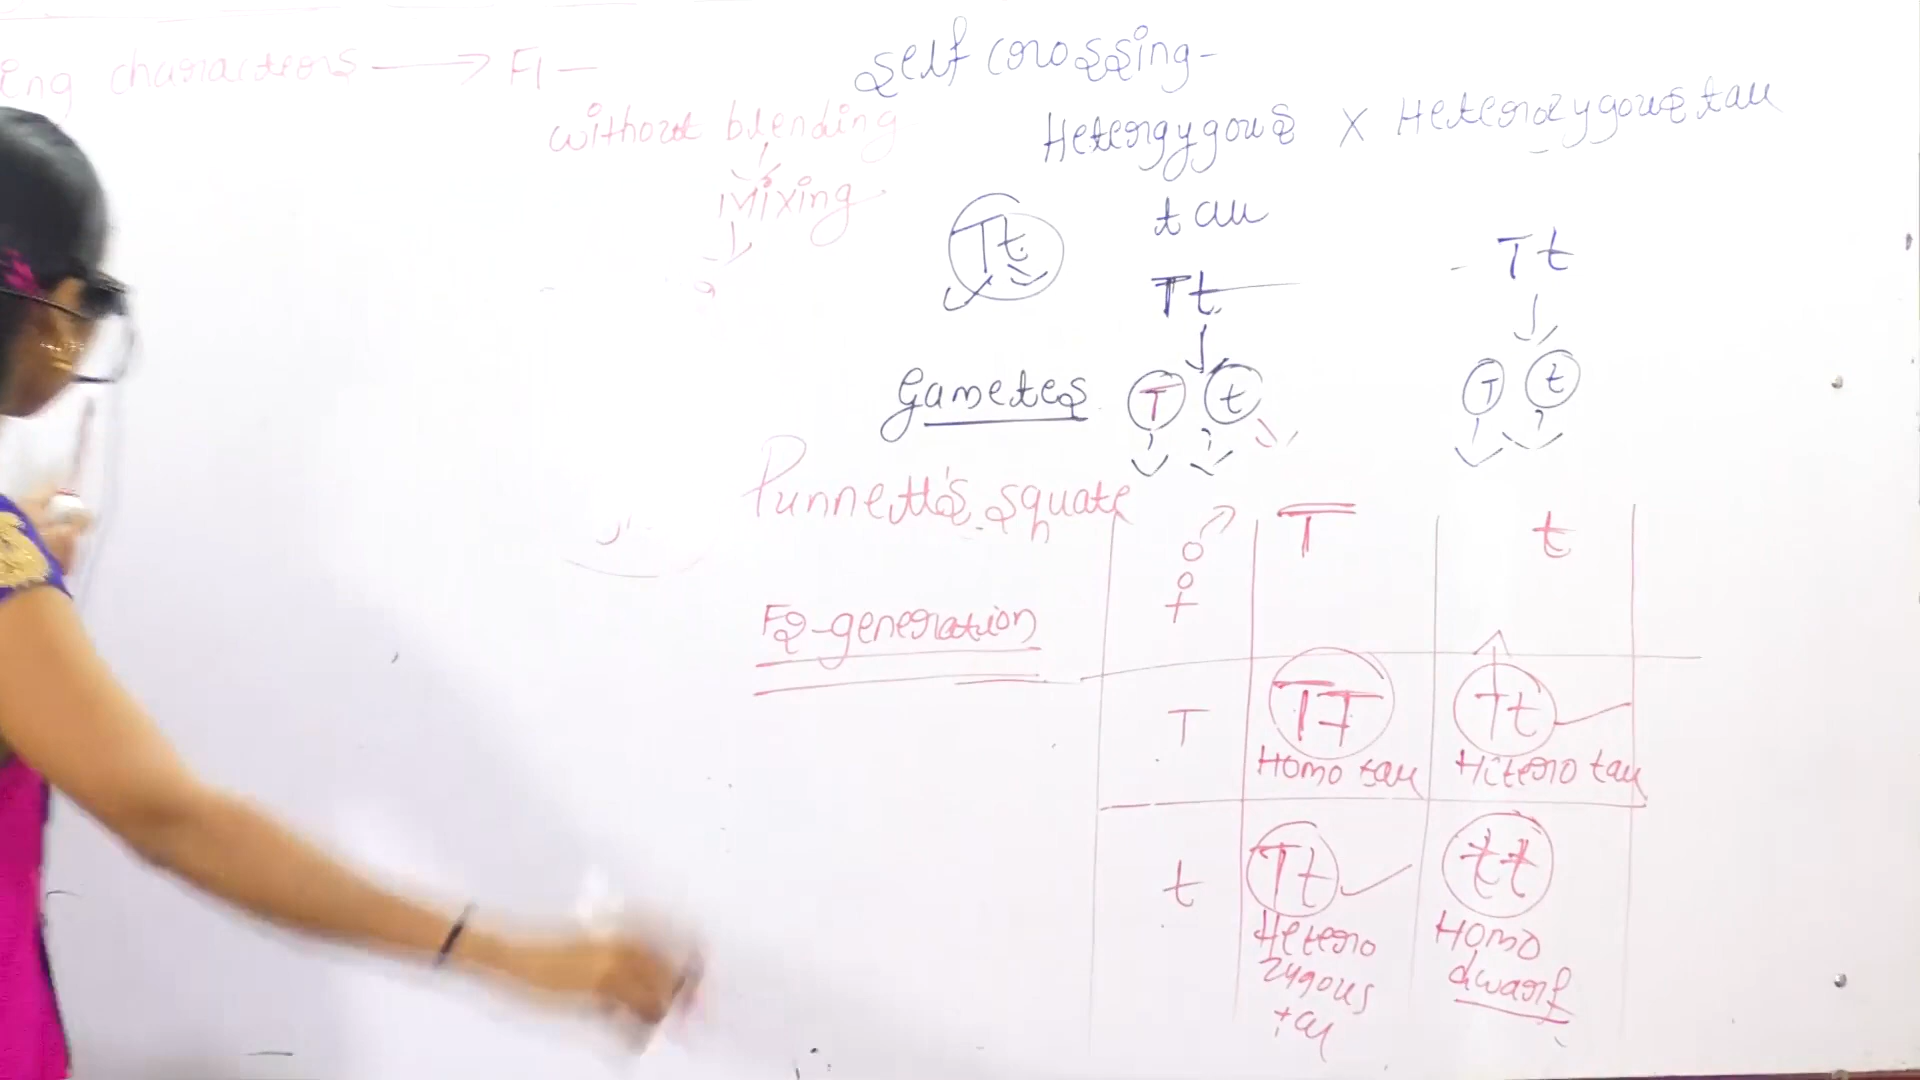 ing characters → F1 –
without blending
Mixing
self crossing-
Hetergygous X Heterozygous tall
tall
Tt
Tt
Tt
Gametes T t T t
Punnett's square
♂ T t
♀
F2-generation
T TT Tt
Homo tall Hetero tall
t Tt tt
Hetero zygous tall
Homo dwarf